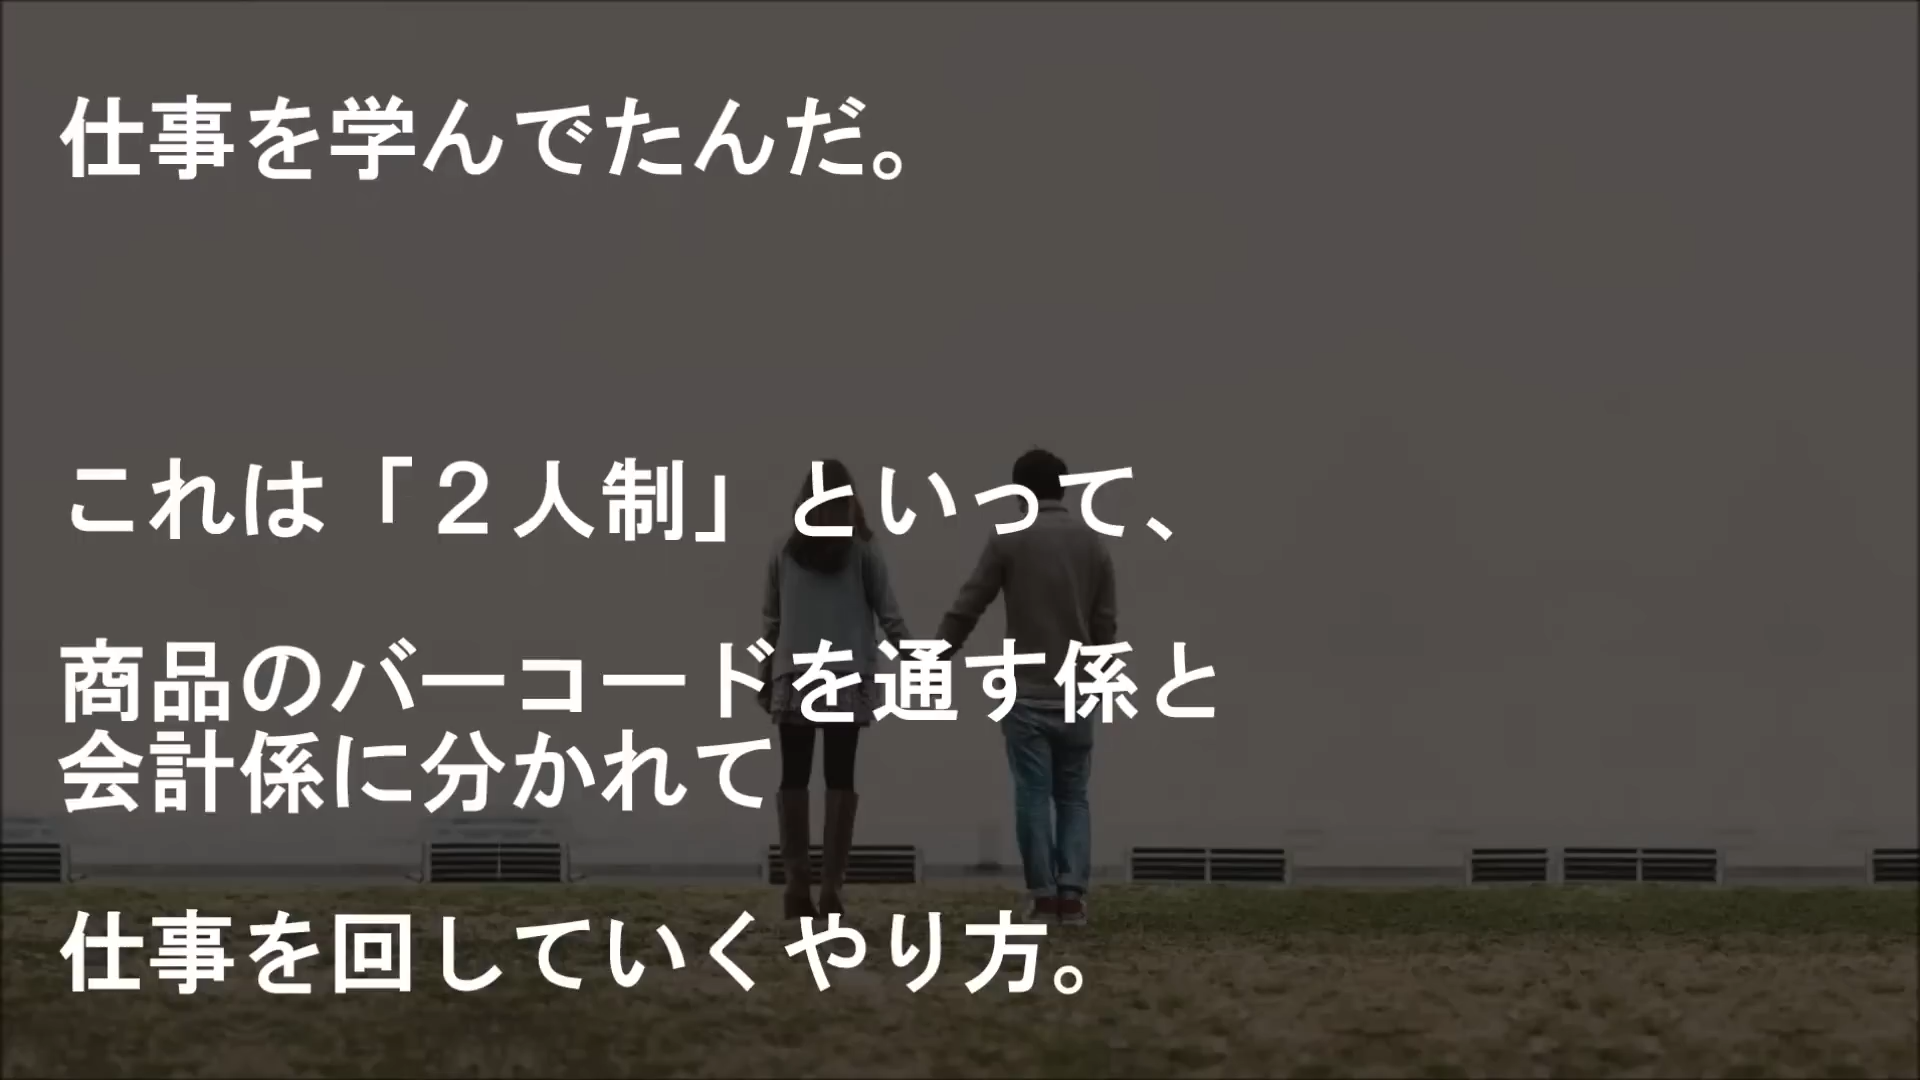 仕事を学んでたんだ。
これは「２人制」といって、
商品のバーコードを通す係と
会計係に分かれて
仕事を回していくやり方。